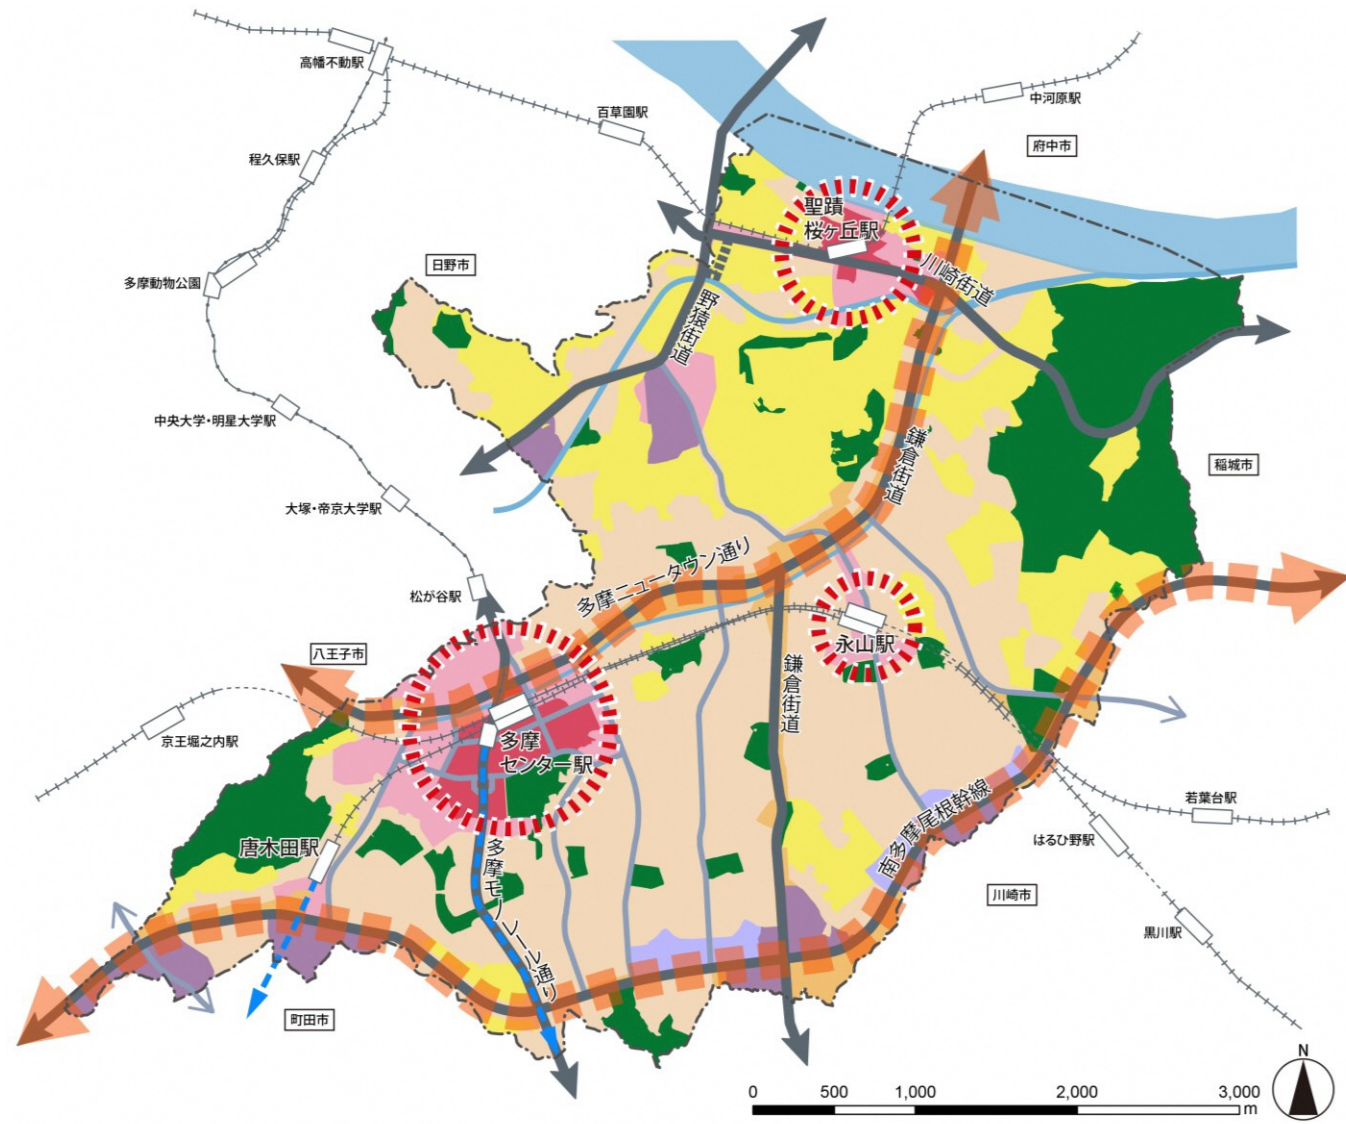 高幡不動駅
百草園駅
中河原駅
府中市
程久保駅
聖蹟
桜ヶ丘駅
日野市
多摩動物公園
川崎街道
野猿街道
中央大学・明星大学駅
鎌倉街道
稲城市
大塚・帝京大学駅
多摩ニュータウン通り
松が谷駅
永山駅
八王子市
鎌倉街道
京王堀之内駅
多摩
センター駅
若葉台駅
南多摩尾根幹線
はるひ野駅
唐木田駅
多摩モノレール通り
川崎市
黒川駅
町田市
N
0 500 1,000 2,000 3,000
m